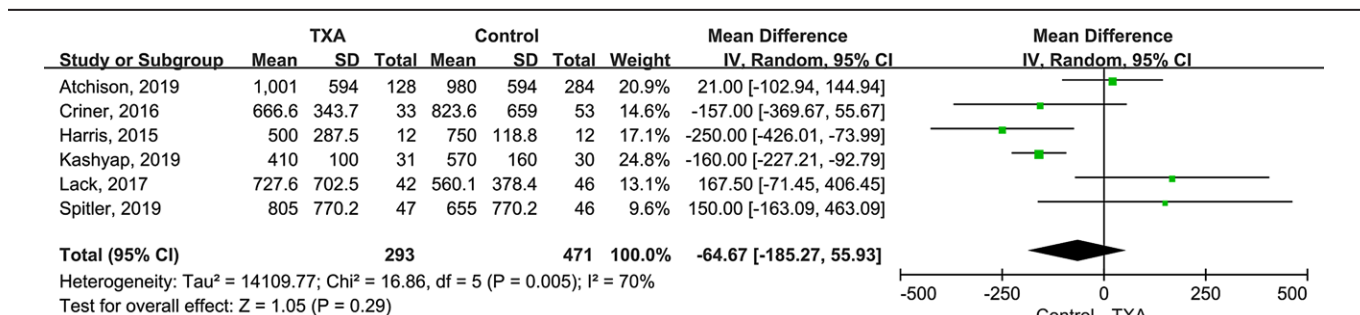 TXA Control Mean Difference Mean Difference
Study or Subgroup Mean SD Total Mean SD Total Weight IV, Random, 95% CI IV, Random, 95% CI
Atchison, 2019 1,001 594 128 980 594 284 20.9% 21.00 [-102.94, 144.94]
Criner, 2016 666.6 343.7 33 823.6 659 53 14.6% -157.00 [-369.67, 55.67]
Harris, 2015 500 287.5 12 750 118.8 12 17.1% -250.00 [-426.01, -73.99]
Kashyap, 2019 410 100 31 570 160 30 24.8% -160.00 [-227.21, -92.79]
Lack, 2017 727.6 702.5 42 560.1 378.4 46 13.1% 167.50 [-71.45, 406.45]
Spitler, 2019 805 770.2 47 655 770.2 46 9.6% 150.00 [-163.09, 463.09]
Total (95% CI) 293 471 100.0% -64.67 [-185.27, 55.93]
Heterogeneity: Tau² = 14109.77; Chi² = 16.86, df = 5 (P = 0.005); I² = 70%
Test for overall effect: Z = 1.05 (P = 0.29)
-500 -250 0 250 500
Control TXA